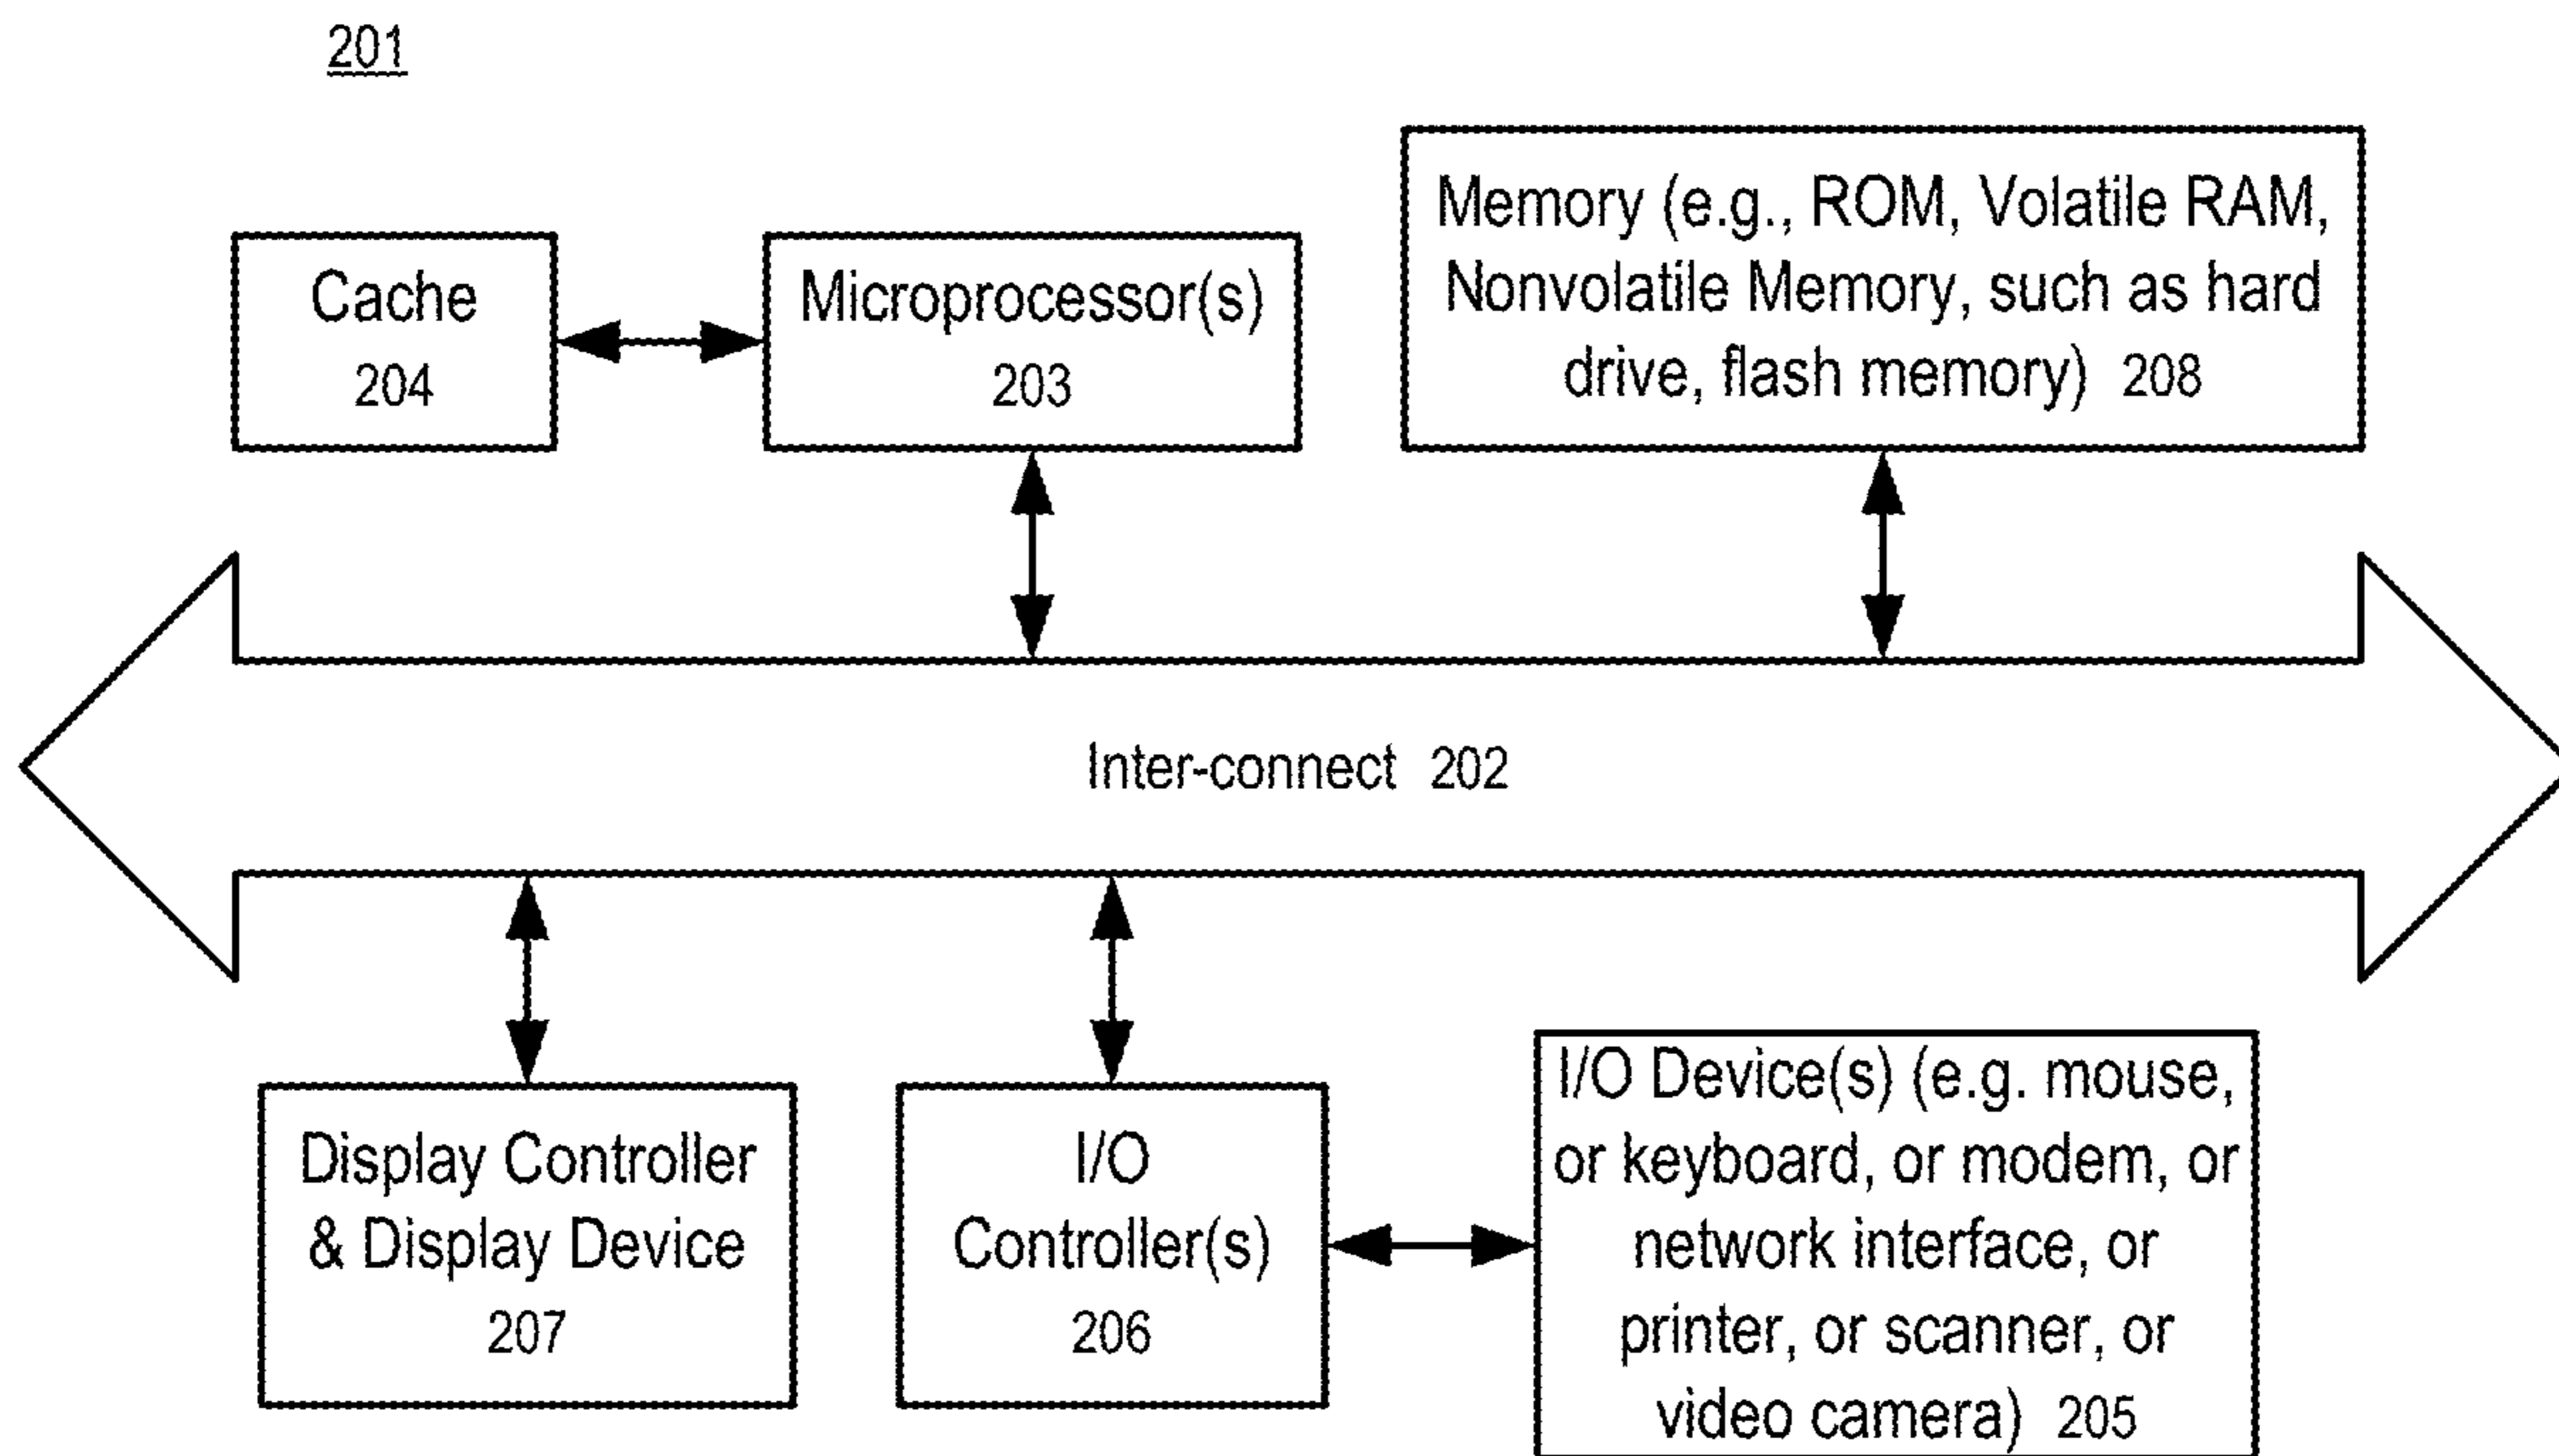 201
Cache
204
Microprocessor(s)
203
Memory (e.g., ROM, Volatile RAM,
Nonvolatile Memory, such as hard
drive, flash memory) 208
Inter-connect 202
Display Controller
& Display Device
207
I/O
Controller(s)
206
I/O Device(s) (e.g. mouse,
or keyboard, or modem, or
network interface, or
printer, or scanner, or
video camera) 205